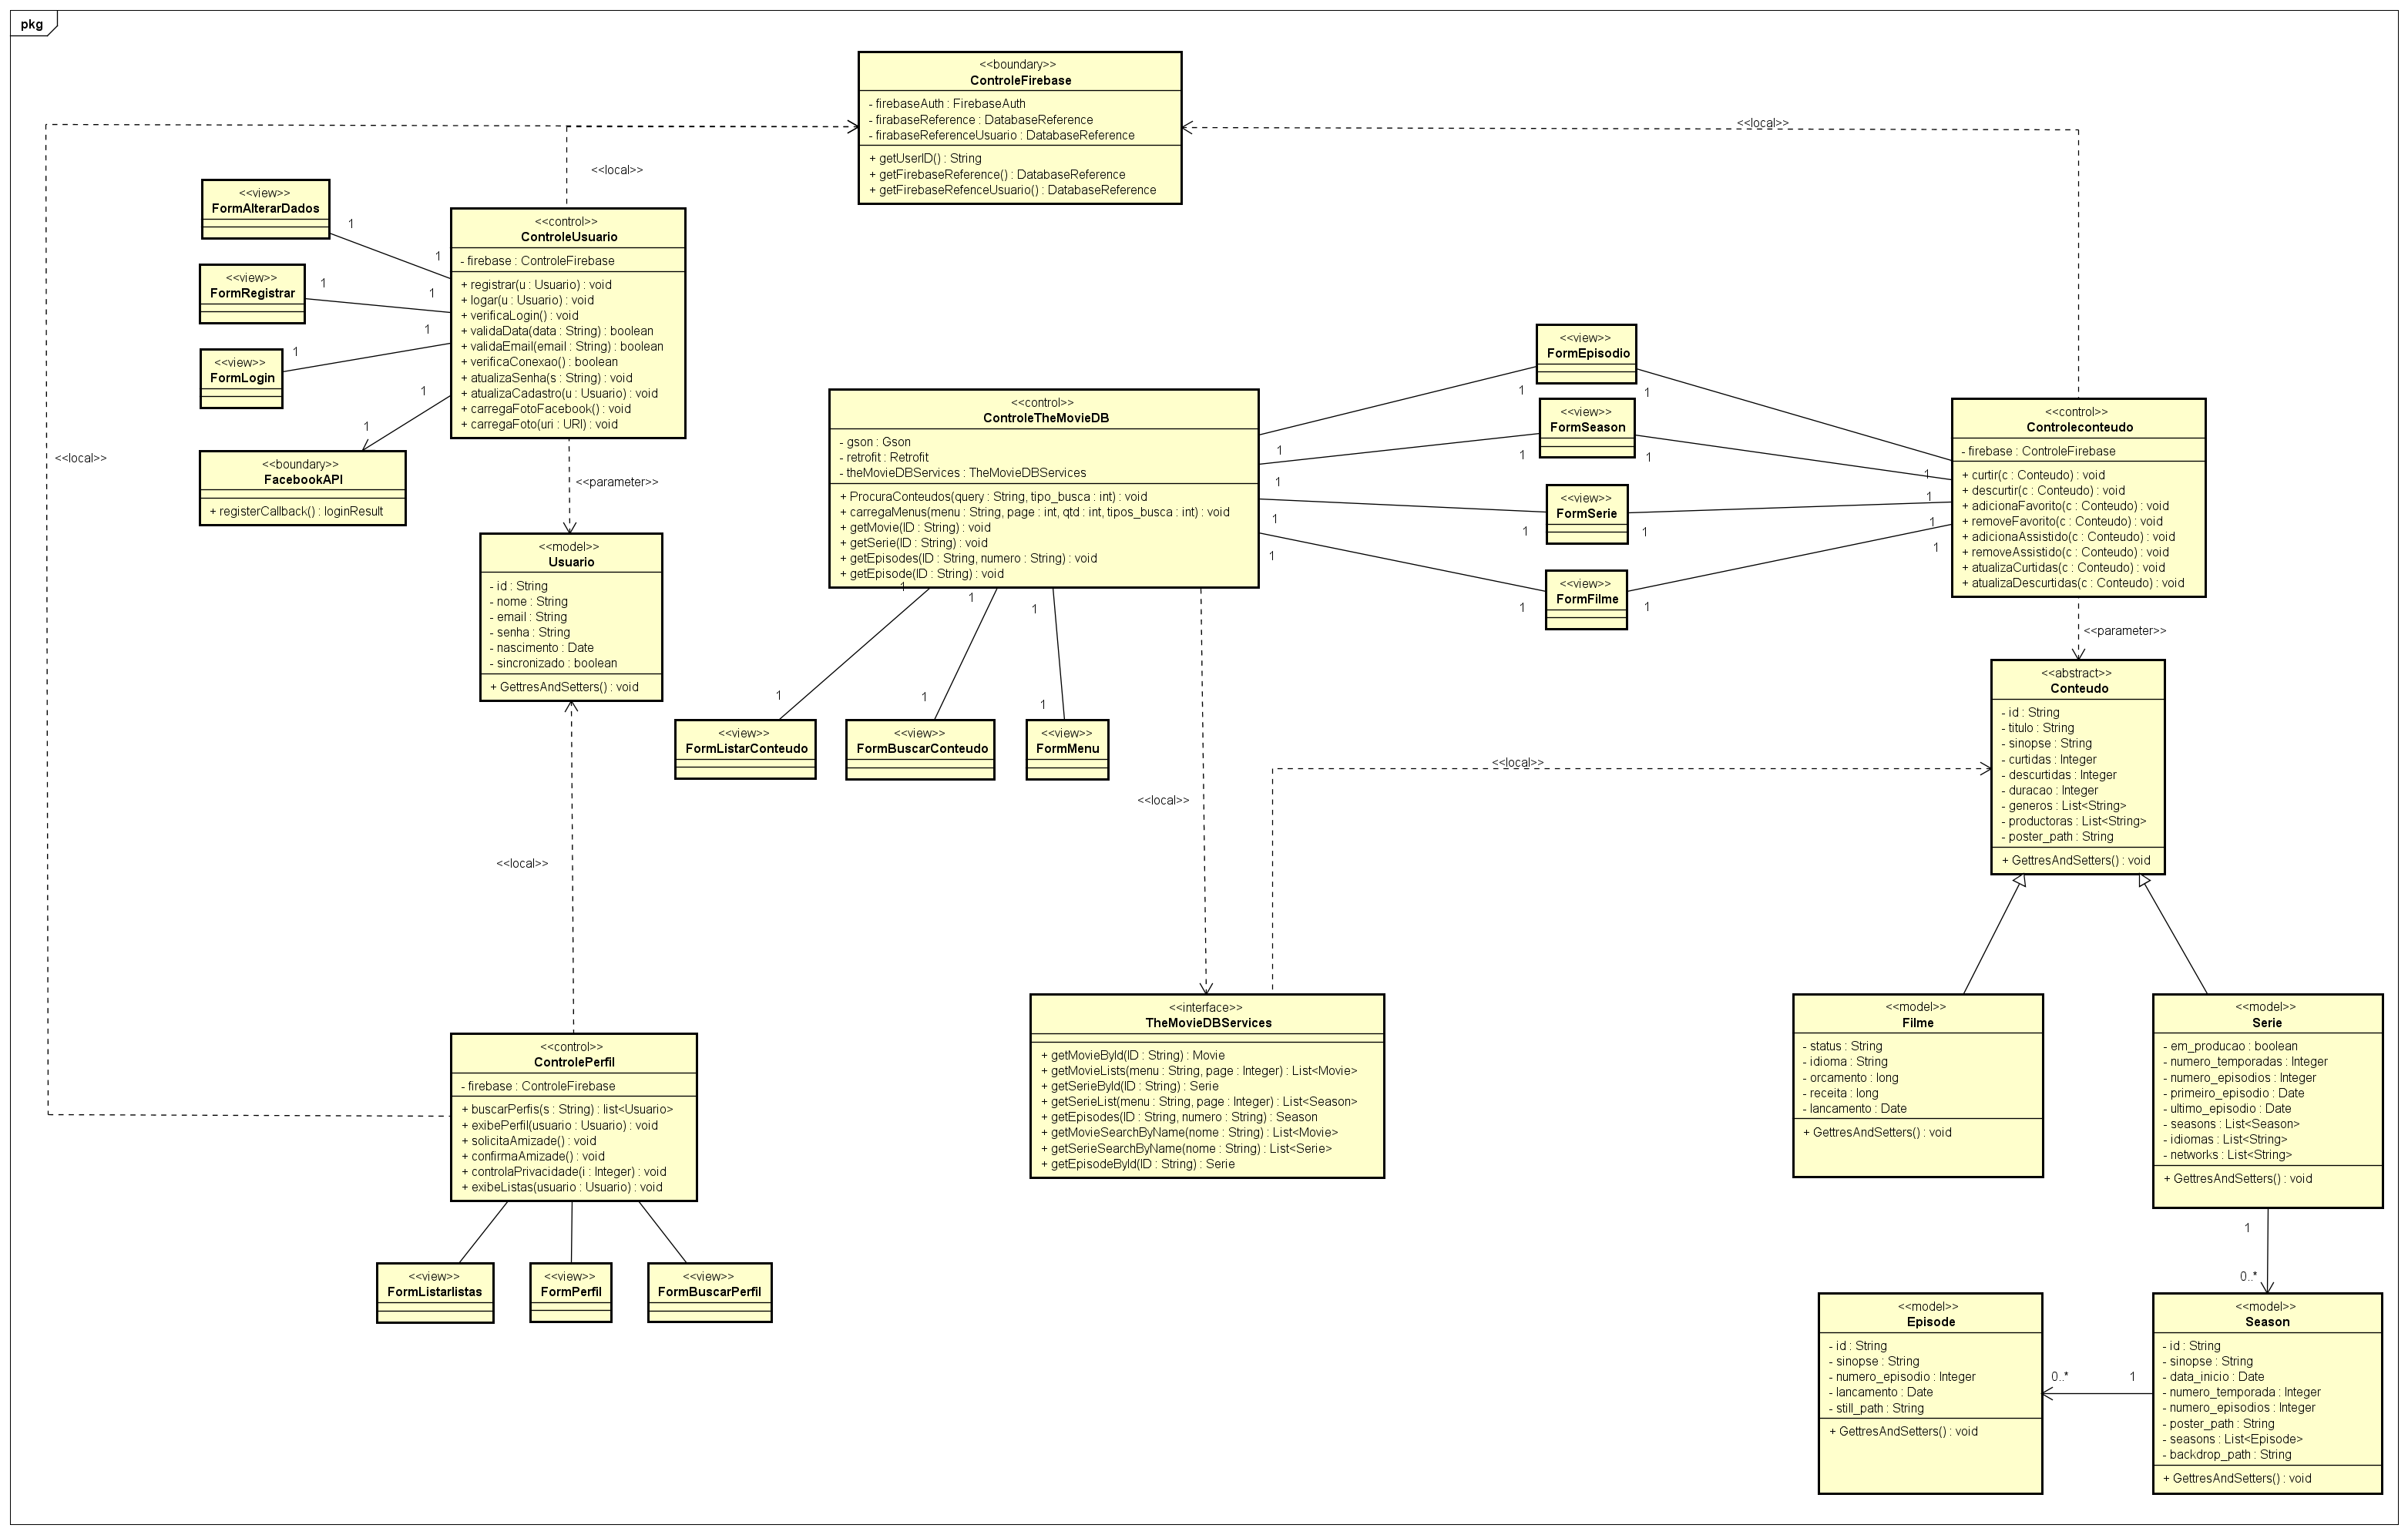 pkg
<<boundary>>
ControleFirebase
- firebaseAuth : FirebaseAuth
- firabaseReference : DatabaseReference
- firabaseReferenceUsuario : DatabaseReference
+ getUserID() : String
+ getFirebaseReference() : DatabaseReference
+ getFirebaseRefenceUsuario() : DatabaseReference
<<local>>
<<local>>
<<local>>
<<view>>
FormAlterarDados
1
1
<<view>>
FormRegistrar
1
1
<<view>>
FormLogin
1
1
<<control>>
ControleUsuario
- firebase : ControleFirebase
+ registrar(u : Usuario) : void
+ logar(u : Usuario) : void
+ verificaLogin() : void
+ validaData(data : String) : boolean
+ validaEmail(email : String) : boolean
+ verificaConexao() : boolean
+ atualizaSenha(s : String) : void
+ atualizaCadastro(u : Usuario) : void
+ carregaFotoFacebook() : void
+ carregaFoto(uri : URI) : void
1
1
<<boundary>>
FacebookAPI
+ registerCallback() : loginResult
<<parameter>>
<<model>>
Usuario
- id : String
- nome : String
- email : String
- senha : String
- nascimento : Date
- sincronizado : boolean
+ GettresAndSetters() : void
<<control>>
ControleTheMovieDB
- gson : Gson
- retrofit : Retrofit
- theMovieDBServices : TheMovieDBServices
+ ProcuraConteudos(query : String, tipo_busca : int) : void
+ carregaMenus(menu : String, page : int, qtd : int, tipos_busca : int) : void
+ getMovie(ID : String) : void
+ getSerie(ID : String) : void
+ getEpisodes(ID : String, numero : String) : void
+ getEpisode(ID : String) : void
1
1
1
1
1
1
1
<<view>>
FormEpisodio
1
1
<<view>>
FormSeason
1
1
<<view>>
FormSerie
1
1
<<view>>
FormFilme
1
1
<<control>>
Controleconteudo
- firebase : ControleFirebase
+ curtir(c : Conteudo) : void
+ descurtir(c : Conteudo) : void
+ adicionaFavorito(c : Conteudo) : void
+ removeFavorito(c : Conteudo) : void
+ adicionaAssistido(c : Conteudo) : void
+ removeAssistido(c : Conteudo) : void
+ atualizaCurtidas(c : Conteudo) : void
+ atualizaDescurtidas(c : Conteudo) : void
1
1
1
1
<<parameter>>
1
1
1
<<view>>
FormListarConteudo
<<view>>
FormBuscarConteudo
<<view>>
FormMenu
<<local>>
<<local>>
<<abstract>>
Conteudo
- id : String
- titulo : String
- sinopse : String
- curtidas : Integer
- descurtidas : Integer
- duracao : Integer
- generos : List<String>
- productoras : List<String>
- poster_path : String
+ GettresAndSetters() : void
<<local>>
<<control>>
ControlePerfil
- firebase : ControleFirebase
+ buscarPerfis(s : String) : list<Usuario>
+ exibePerfil(usuario : Usuario) : void
+ solicitaAmizade() : void
+ confirmaAmizade() : void
+ controlaPrivacidade(i : Integer) : void
+ exibeListas(usuario : Usuario) : void
<<view>>
FormListarlistas
<<view>>
FormPerfil
<<view>>
FormBuscarPerfil
<<interface>>
TheMovieDBServices
+ getMovieById(ID : String) : Movie
+ getMovieLists(menu : String, page : Integer) : List<Movie>
+ getSerieById(ID : String) : Serie
+ getSerieList(menu : String, page : Integer) : List<Season>
+ getEpisodes(ID : String, numero : String) : Season
+ getMovieSearchByName(nome : String) : List<Movie>
+ getSerieSearchByName(nome : String) : List<Serie>
+ getEpisodeById(ID : String) : Serie
<<model>>
Filme
- status : String
- idioma : String
- orcamento : long
- receita : long
- lancamento : Date
+ GettresAndSetters() : void
<<model>>
Serie
- em_producao : boolean
- numero_temporadas : Integer
- numero_episodios : Integer
- primeiro_episodio : Date
- ultimo_episodio : Date
- seasons : List<Season>
- idiomas : List<String>
- networks : List<String>
+ GettresAndSetters() : void
1
0..*
<<model>>
Episode
- id : String
- sinopse : String
- numero_episodio : Integer
- lancamento : Date
- still_path : String
+ GettresAndSetters() : void
0..*
1
<<model>>
Season
- id : String
- sinopse : String
- data_inicio : Date
- numero_temporada : Integer
- numero_episodios : Integer
- poster_path : String
- seasons : List<Episode>
- backdrop_path : String
+ GettresAndSetters() : void